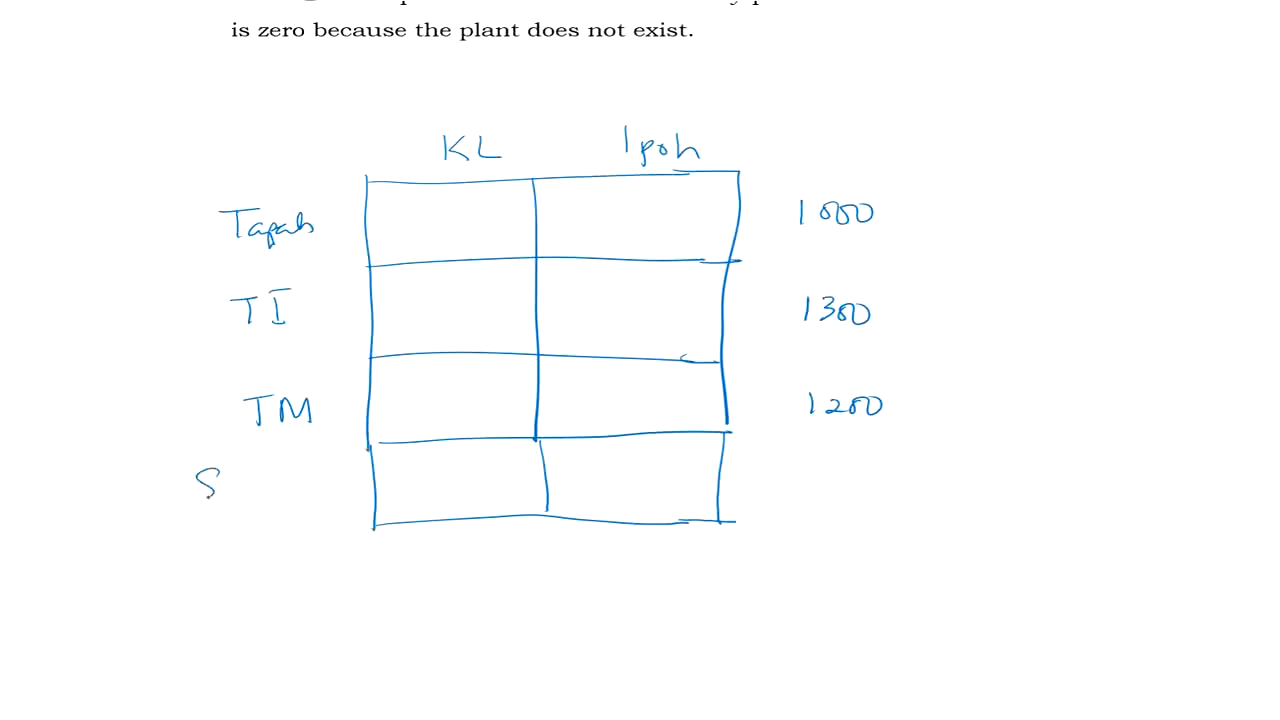 is zero because the plant does not exist.
KL Ipoh
Tapah 1000
TI 1300
TM 1200
S